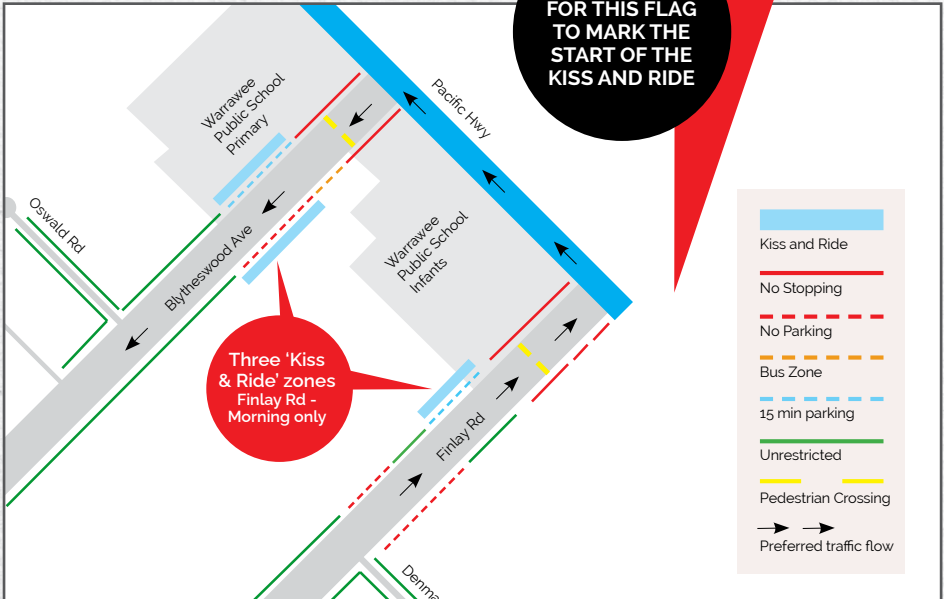 FOR THIS FLAG
TO MARK THE
START OF THE
KISS AND RIDE
Pacific Hwy
Warrawee
Public School
Primary
Oswald Rd
Blytheswood Ave
Warrawee
Public School
Infants
Three ‘Kiss
& Ride’ zones
Finlay Rd -
Morning only
Finlay Rd
Denma
Kiss and Ride
No Stopping
No Parking
Bus Zone
15 min parking
Unrestricted
Pedestrian Crossing
Preferred traffic flow